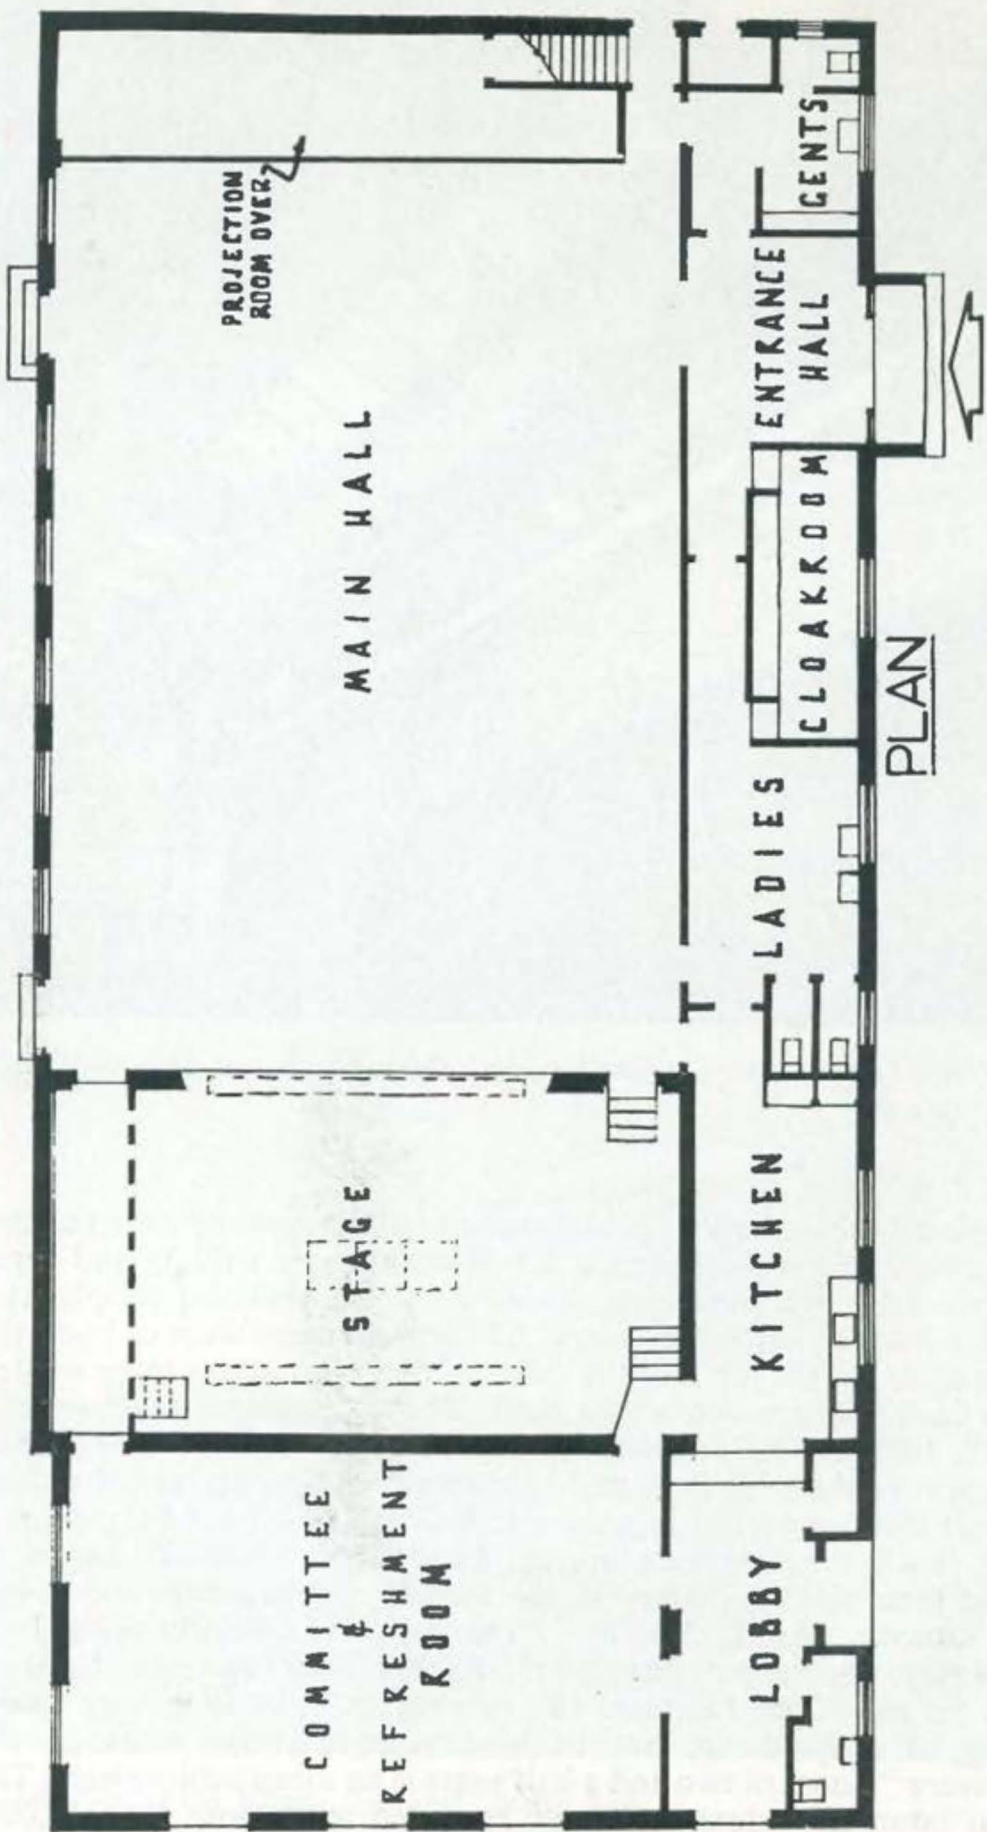 COMMITTEE
&
REFRESHMENT
ROOM
STAGE
MAIN HALL
PROJECTION
ROOM OVER
LOBBY
KITCHEN
LADIES
CLOAKROOM
ENTRANCE
HALL
GENTS
PLAN